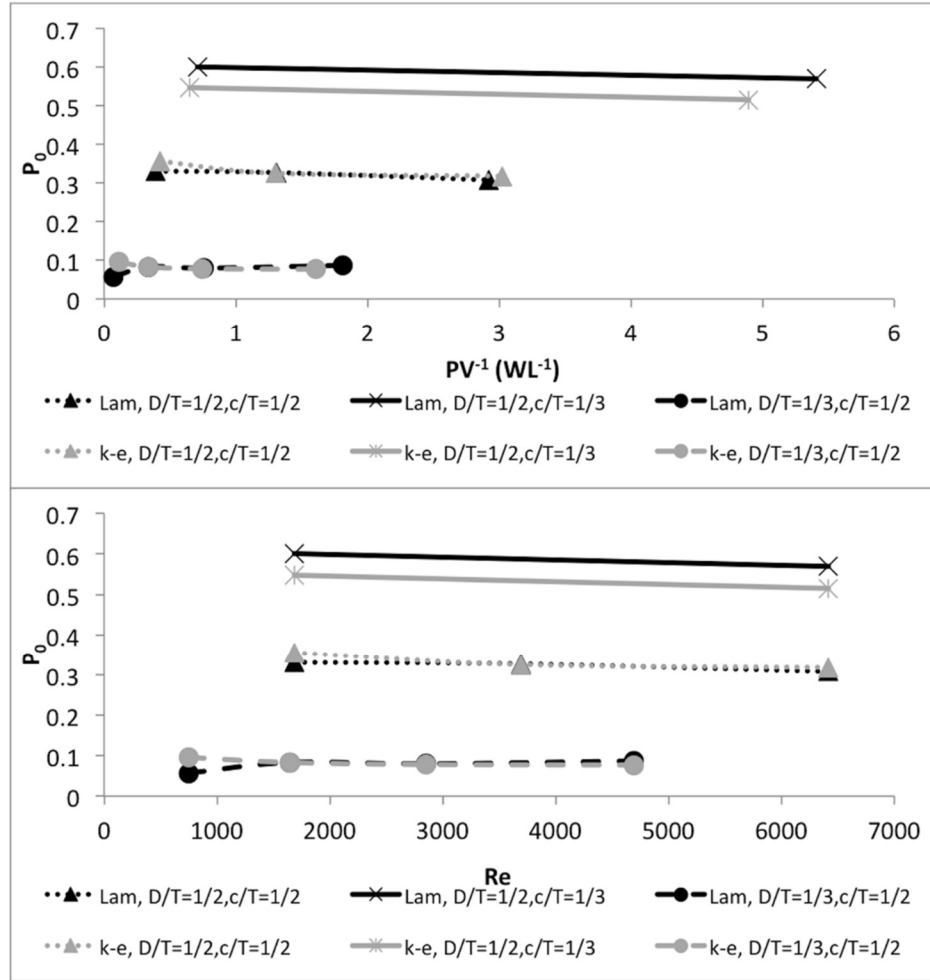 0.7
0.6
0.5
0.4
0.3
0.2
0.1
0
P0
0 1 2 3 4 5 6
PV-1 (WL-1)
Lam, D/T=1/2,c/T=1/2 Lam, D/T=1/2,c/T=1/3 Lam, D/T=1/3,c/T=1/2
k-e, D/T=1/2,c/T=1/2 k-e, D/T=1/2,c/T=1/3 k-e, D/T=1/3,c/T=1/2
0.7
0.6
0.5
0.4
0.3
0.2
0.1
0
P0
0 1000 2000 3000 4000 5000 6000 7000
Re
Lam, D/T=1/2,c/T=1/2 Lam, D/T=1/2,c/T=1/3 Lam, D/T=1/3,c/T=1/2
k-e, D/T=1/2,c/T=1/2 k-e, D/T=1/2,c/T=1/3 k-e, D/T=1/3,c/T=1/2